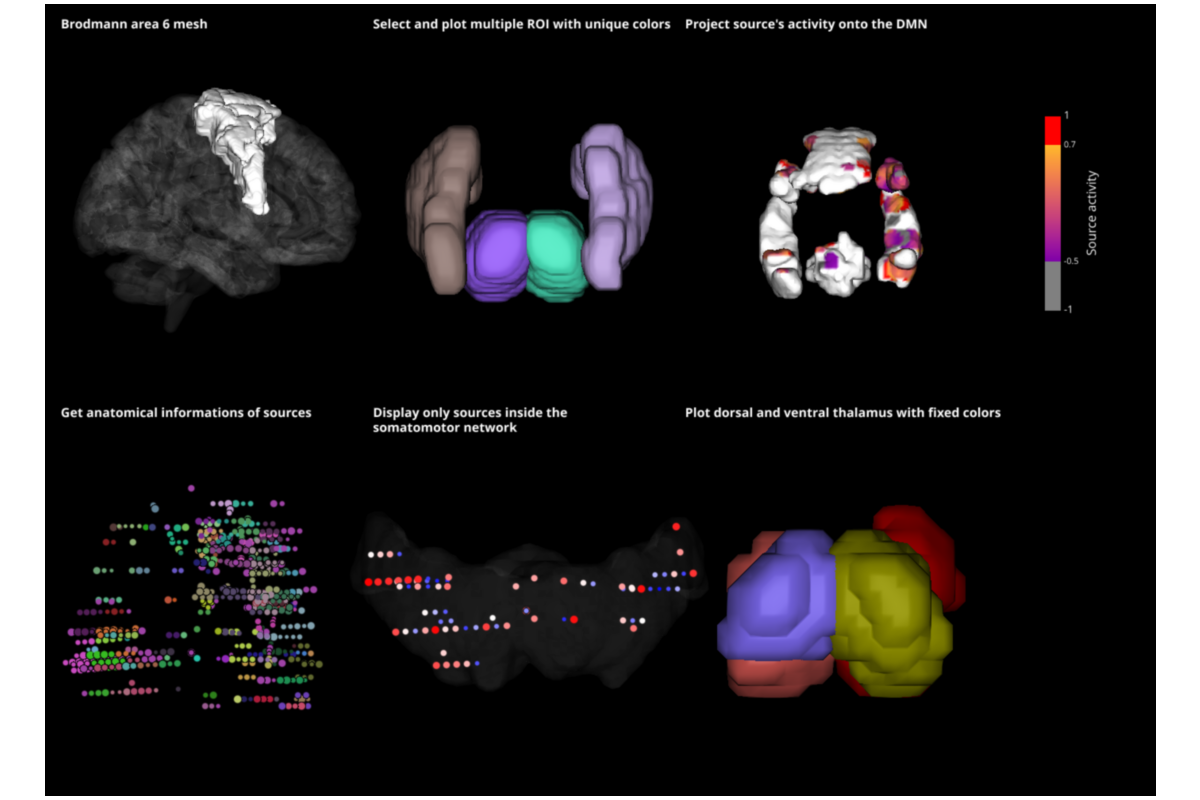 Brodmann area 6 mesh
Select and plot multiple ROI with unique colors
Project source's activity onto the DMN
1
0.7
Source activity
-0.5
-1
Get anatomical informations of sources
Display only sources inside the
somatomotor network
Plot dorsal and ventral thalamus with fixed colors